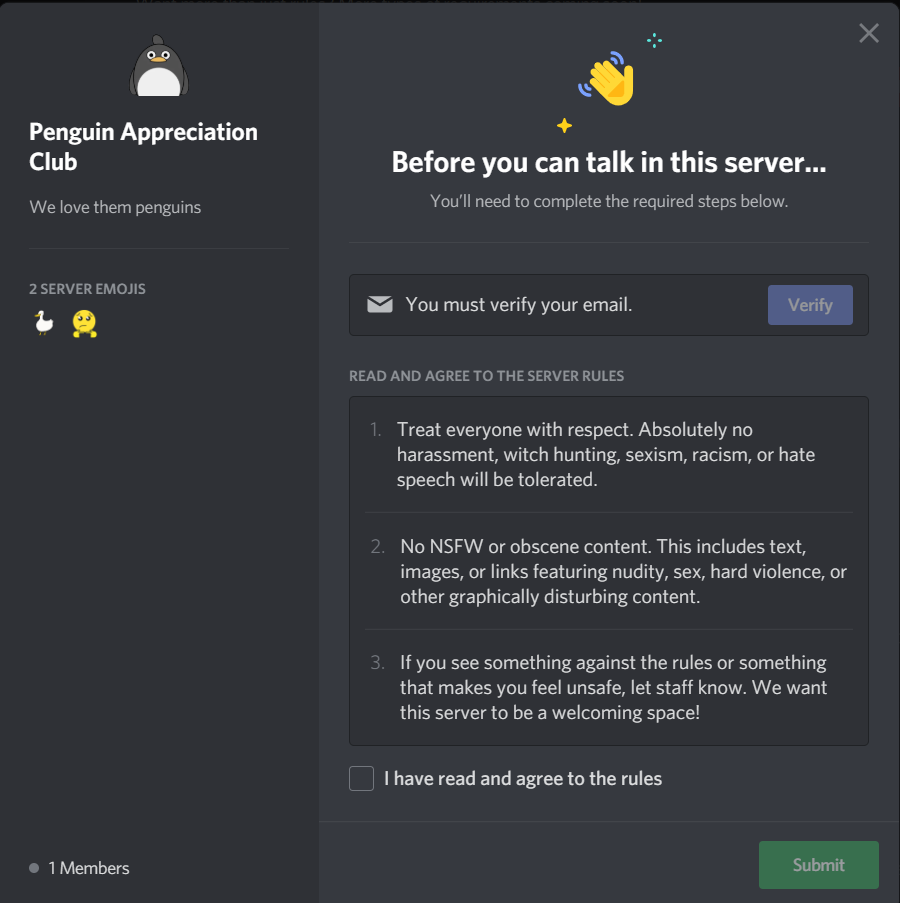 Penguin Appreciation
Club
We love them penguins
2 SERVER EMOJIS
1 Members
Before you can talk in this server...
You'll need to complete the required steps below.
You must verify your email.
Verify
READ AND AGREE TO THE SERVER RULES
1. Treat everyone with respect. Absolutely no
harassment, witch hunting, sexism, racism, or hate
speech will be tolerated.
2. No NSFW or obscene content. This includes text,
images, or links featuring nudity, sex, hard violence, or
other graphically disturbing content.
3. If you see something against the rules or something
that makes you feel unsafe, let staff know. We want
this server to be a welcoming space!
I have read and agree to the rules
Submit